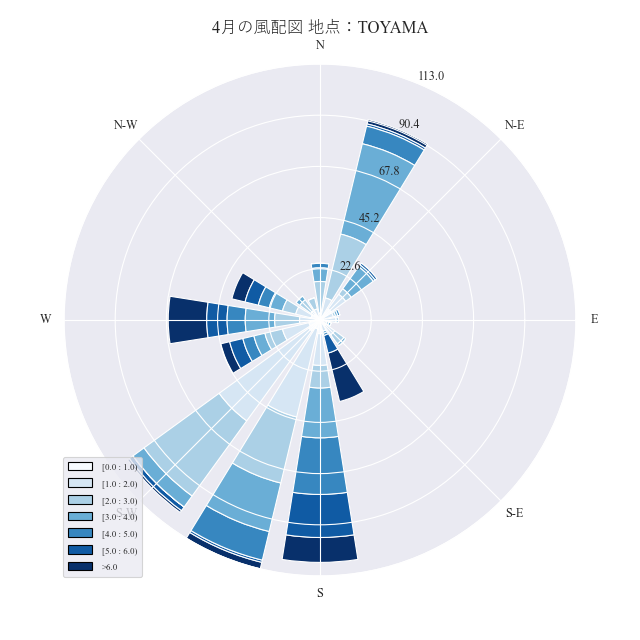 4月の風配図 地点：TOYAMA
N
113.0
N-W
90.4
N-E
67.8
45.2
22.6
W
E
[0.0 : 1.0)
[1.0 : 2.0)
[2.0 : 3.0)
[3.0 : 4.0)
[4.0 : 5.0)
[5.0 : 6.0)
>6.0
S-W
S-E
S